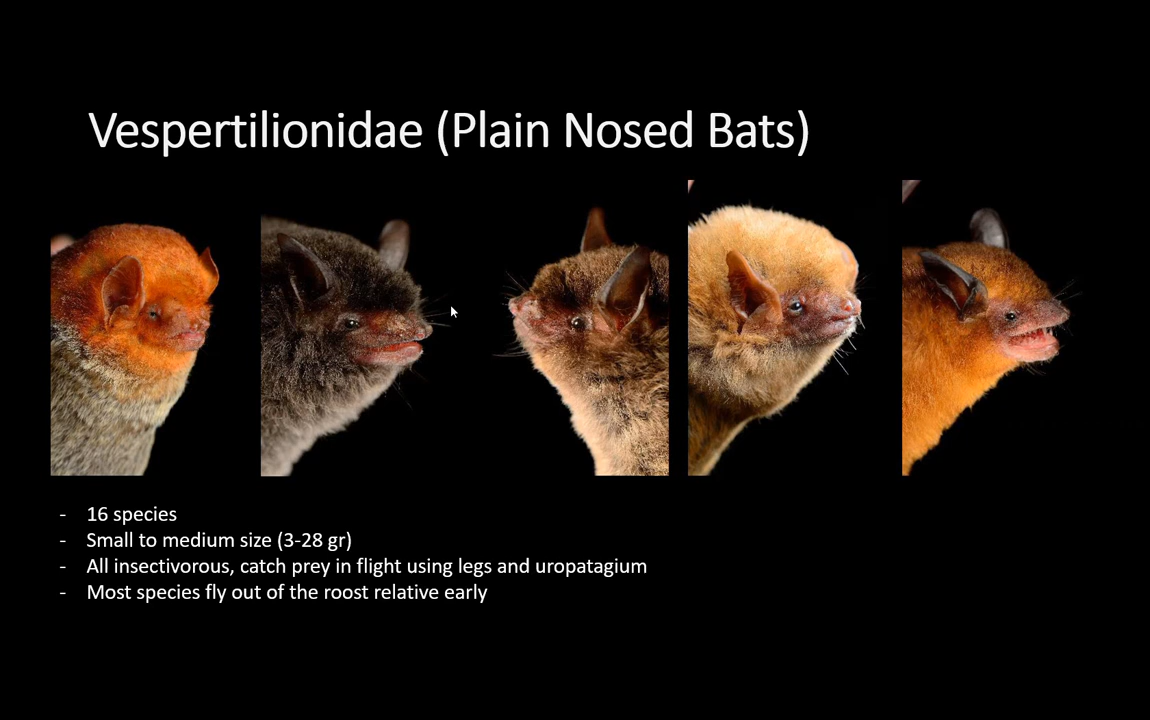 Vespertilionidae (Plain Nosed Bats)
- 16 species
- Small to medium size (3-28 gr)
- All insectivorous, catch prey in flight using legs and uropatagium
- Most species fly out of the roost relative early